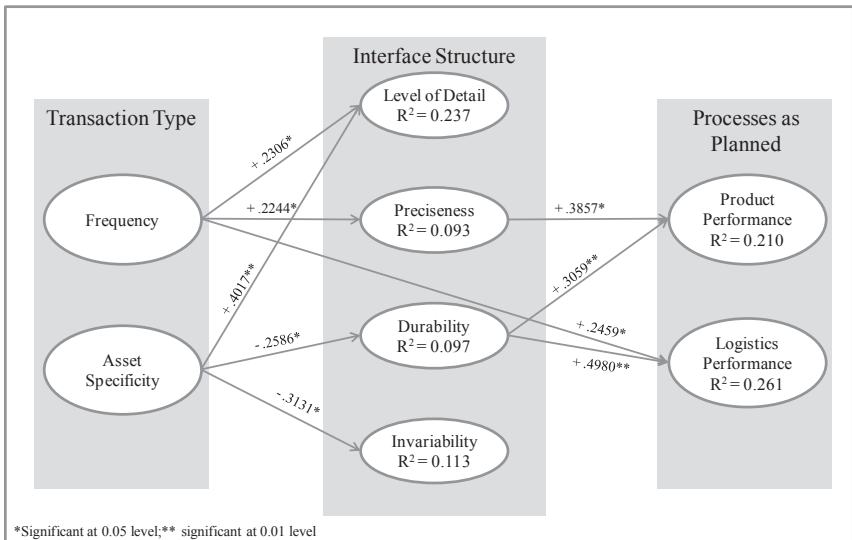 Transaction Type
Frequency
Asset
Specificity
Interface Structure
Level of Detail
R² = 0.237
Preciseness
R² = 0.093
Durability
R² = 0.097
Invariability
R² = 0.113
Processes as
Planned
Product
Performance
R² = 0.210
Logistics
Performance
R² = 0.261
+ .2306*
+ .2244*
+ .4017**
- .2586*
- .3131*
+ .3857*
+ .3059**
+ .2459*
+ .4980**
*Significant at 0.05 level;** significant at 0.01 level